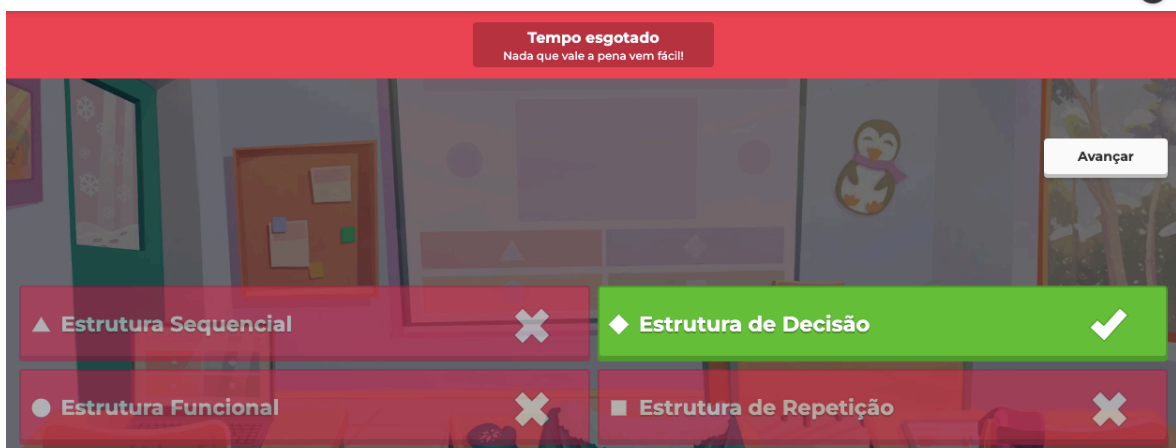 Tempo esgotado
Nada que vale a pena vem fácil!
Avançar
Estrutura Sequencial
Estrutura de Decisão
Estrutura Funcional
Estrutura de Repetição